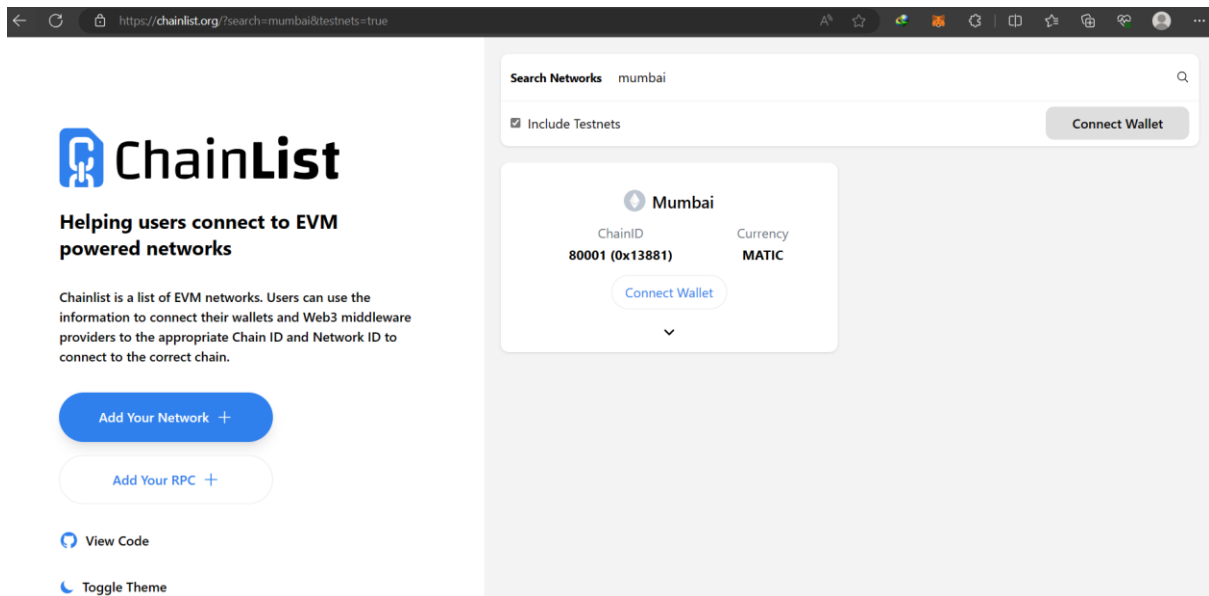 https://chainlist.org/?search=mumbai&testnets=true
ChainList
Helping users connect to EVM
powered networks
Chainlist is a list of EVM networks. Users can use the
information to connect their wallets and Web3 middleware
providers to the appropriate Chain ID and Network ID to
connect to the correct chain.
Add Your Network
Add Your RPC
View Code
Toggle Theme
Search Networks mumbai
Include Testnets
Connect Wallet
Mumbai
ChainID Currency
80001 (0x13881) MATIC
Connect Wallet